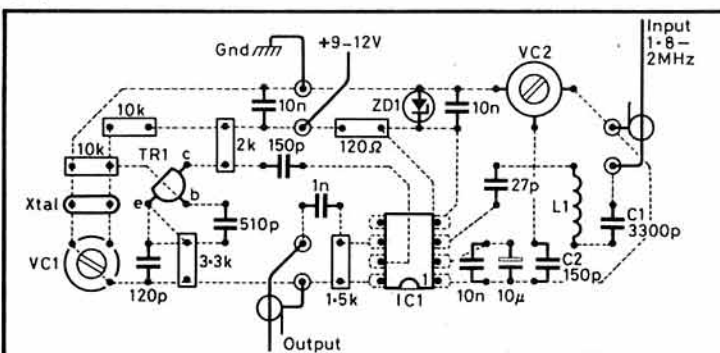 Input
1·8–
2MHz
+9–12V
Gnd
VC2
10n
ZD1
10n
10k
10k
TR1
c
2k
150p
120Ω
27p
L1
C1
3300p
Xtal
e
b
1n
510p
VC1
3·3k
120p
1·5k
1
IC1
10n
10μ
C2
150p
Output